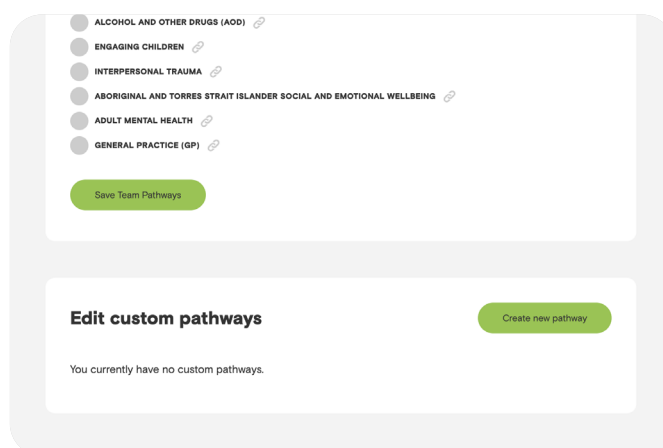 ALCOHOL AND OTHER DRUGS (AOD)
ENGAGING CHILDREN
INTERPERSONAL TRAUMA
ABORIGINAL AND TORRES STRAIT ISLANDER SOCIAL AND EMOTIONAL WELLBEING
ADULT MENTAL HEALTH
GENERAL PRACTICE (GP)
Save Team Pathways
Edit custom pathways
Create new pathway
You currently have no custom pathways.